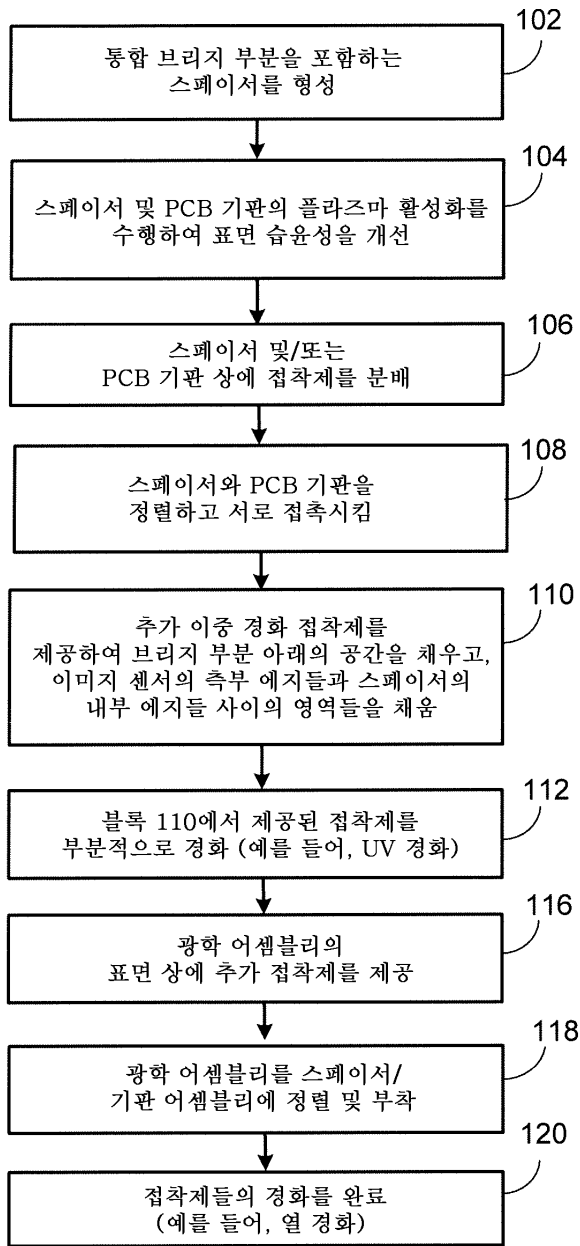 102
통합 브리지 부분을 포함하는
스페이서를 형성
104
스페이서 및 PCB 기판의 플라즈마 활성화를
수행하여 표면 습윤성을 개선
106
스페이서 및/또는
PCB 기판 상에 접착제를 분배
108
스페이서와 PCB 기판을
정렬하고 서로 접촉시킴
110
추가 이중 경화 접착제를
제공하여 브리지 부분 아래의 공간을 채우고,
이미지 센서의 측부 에지들과 스페이서의
내부 에지들 사이의 영역들을 채움
112
블록 110에서 제공된 접착제를
부분적으로 경화 (예를 들어, UV 경화)
116
광학 어셈블리의
표면 상에 추가 접착제를 제공
118
광학 어셈블리를 스페이서/
기판 어셈블리에 정렬 및 부착
120
접착제들의 경화를 완료
(예를 들어, 열 경화)